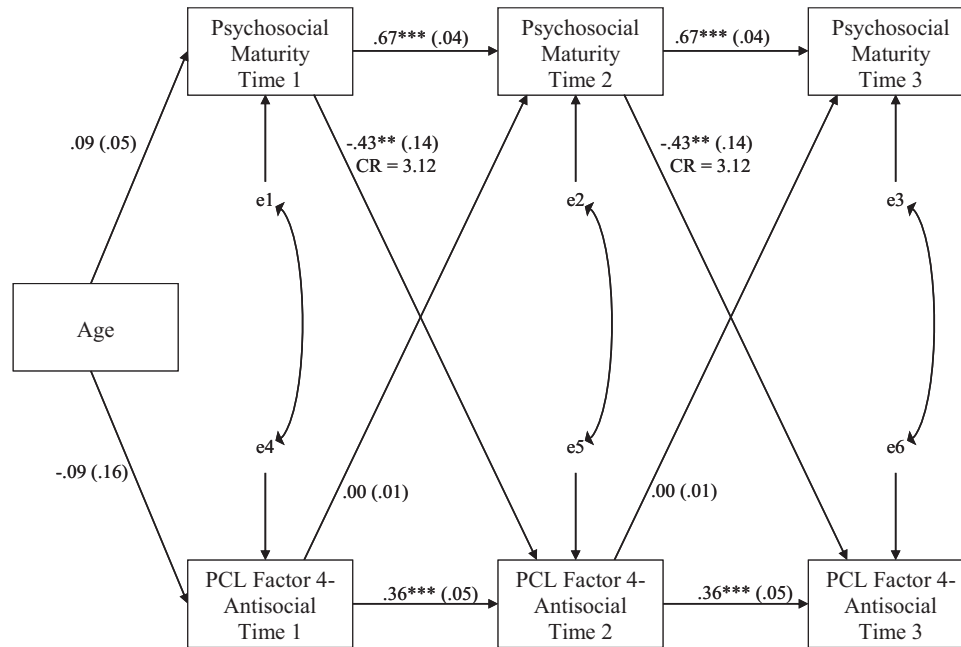 Psychosocial
Maturity
Time 1
.67*** (.04)
Psychosocial
Maturity
Time 2
.67*** (.04)
Psychosocial
Maturity
Time 3
.09 (.05)
-.43** (.14)
CR = 3.12
-.43** (.14)
CR = 3.12
e1
e2
e3
Age
e4
e5
e6
-.09 (.16)
.00 (.01)
.00 (.01)
PCL Factor 4-
Antisocial
Time 1
.36*** (.05)
PCL Factor 4-
Antisocial
Time 2
.36*** (.05)
PCL Factor 4-
Antisocial
Time 3